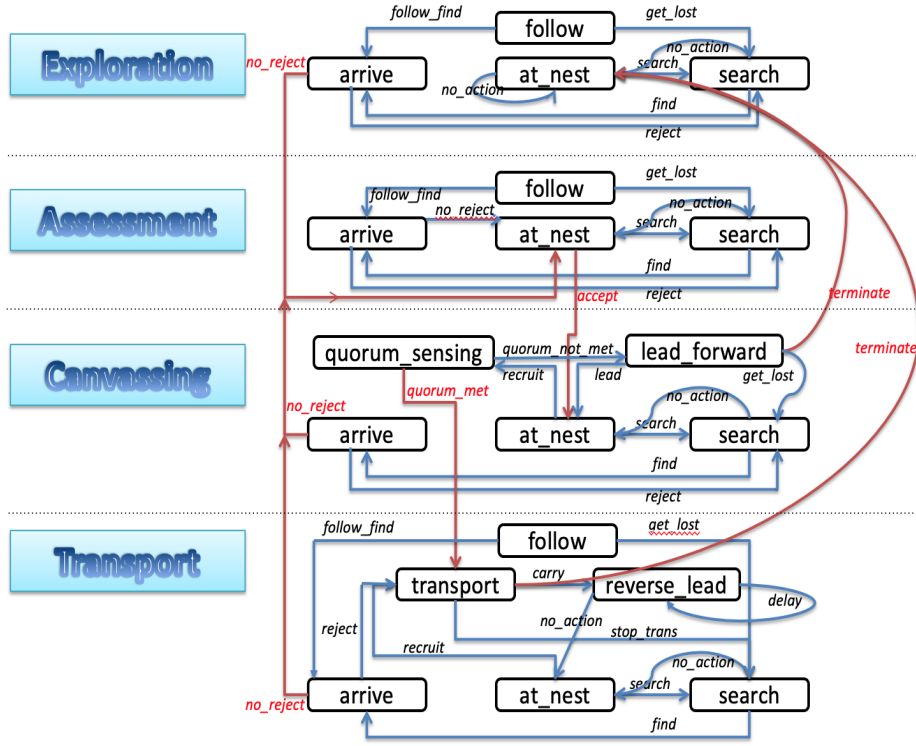 follow_find
follow
get_lost
Exploration
no_reject
arrive
at_nest
search
no_action
search
no_action
find
reject
Assessment
follow
get_lost
follow_find
no_reject
arrive
at_nest
search
no_action
search
find
reject
accept
terminate
terminate
Canvassing
quorum_sensing
quorum_not_met
lead_forward
recruit
lead
get_lost
quorum_met
no_action
no_reject
arrive
at_nest
search
search
find
reject
Transport
follow_find
follow
get_lost
transport
carry
reverse_lead
delay
reject
no_action
stop_trans
recruit
no_action
no_reject
arrive
at_nest
search
search
find